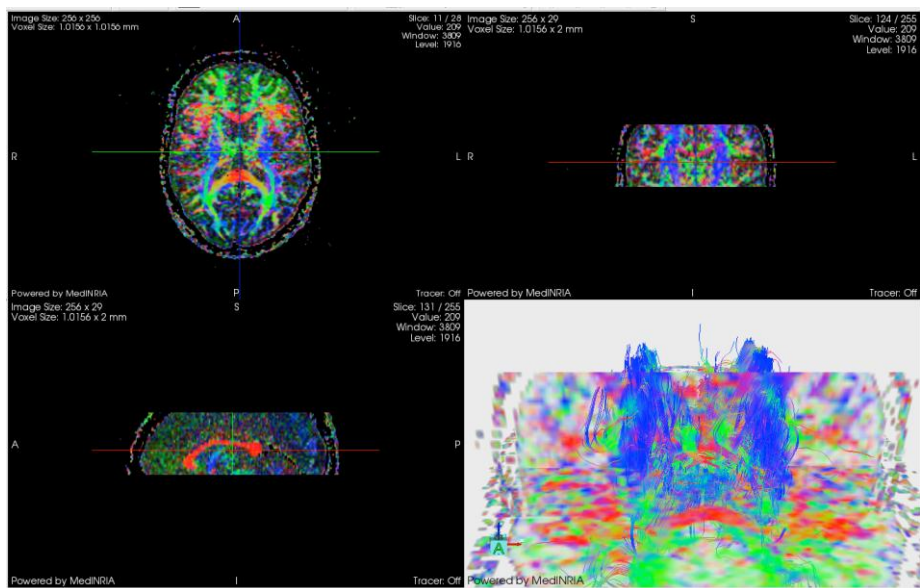 Image Size: 256 x 256
Voxel Size: 1.0156 x 1.0156 mm
A
Slice: 11 / 28
Value: 209
Window: 3809
Level: 1916
R
L
Powered by MedINRIA
P
Tracer: Off
Image Size: 256 x 29
Voxel Size: 1.0156 x 2 mm
S
Slice: 124 / 255
Value: 209
Window: 3809
Level: 1916
R
L
Powered by MedINRIA
I
Tracer: Off
Image Size: 256 x 29
Voxel Size: 1.0156 x 2 mm
S
Slice: 131 / 255
Value: 209
Window: 3809
Level: 1916
A
P
Powered by MedINRIA
I
Tracer: Off
A
Powered by MedINRIA